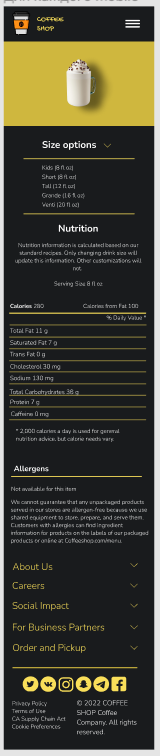 для каждого mobile
COFFEE
SHOP
Size options
Kids (8 fl oz)
Short (8 fl oz)
Tall (12 fl oz)
Grande (16 fl oz)
Venti (20 fl oz)
Nutrition
Nutrition information is calculated based on our
standard recipes. Only changing drink size will
update this information. Other customizations will
not.
Serving Size 8 fl oz
Calories 280 Calories from Fat 100
% Daily Value *
Total Fat 11 g
Saturated Fat 7 g
Trans Fat 0 g
Cholesterol 30 mg
Sodium 130 mg
Total Carbohydrates 36 g
Protein 7 g
Caffeine 0 mg
* 2,000 calories a day is used for general
nutrition advice, but calorie needs vary.
Allergens
Not available for this item
We cannot guarantee that any unpackaged products
served in our stores are allergen-free because we use
shared equipment to store, prepare, and serve them.
Customers with allergies can find ingredient
information for products on the labels of our packaged
products or online at Coffeeshop.com/menu.
About Us
Careers
Social Impact
For Business Partners
Order and Pickup
Privacy Policy
Terms of Use
CA Supply Chain Act
Cookie Preferences
© 2022 COFFEE
SHOP Coffee
Company. All rights
reserved.